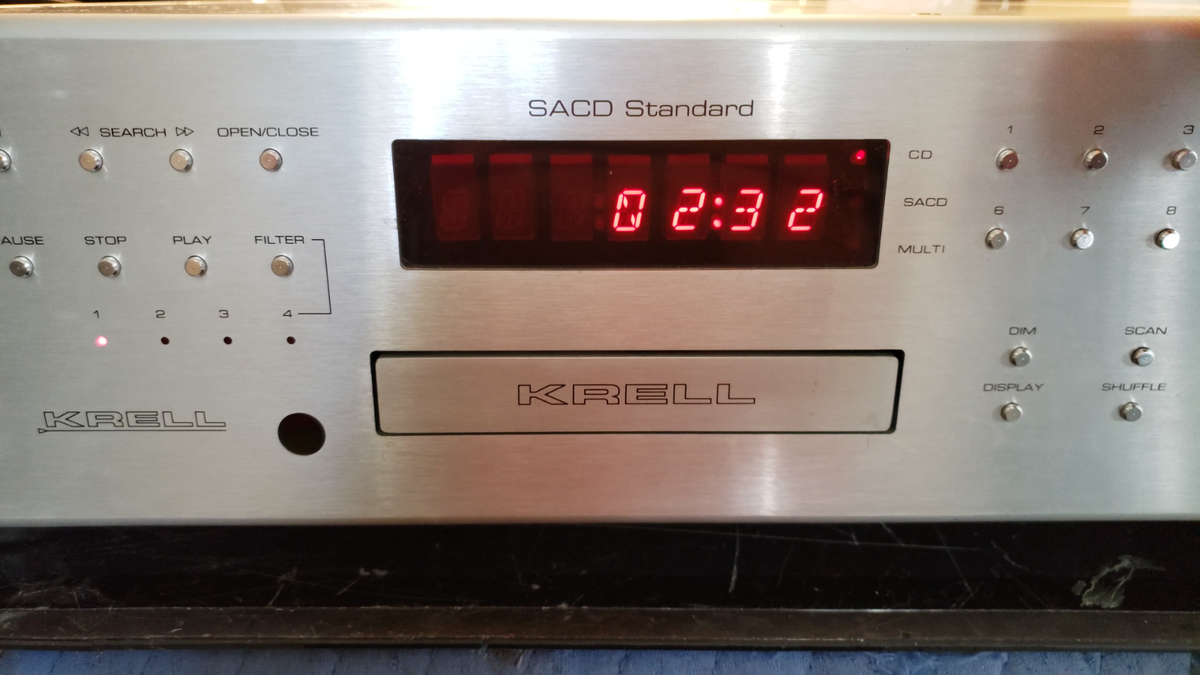 SACD Standard
SEARCH OPEN/CLOSE
02:32
CD
SACD
MULTI
1 2 3
6 7 8
AUSE STOP PLAY FILTER
1 2 3 4
KRELL
KRELL
DIM SCAN
DISPLAY SHUFFLE